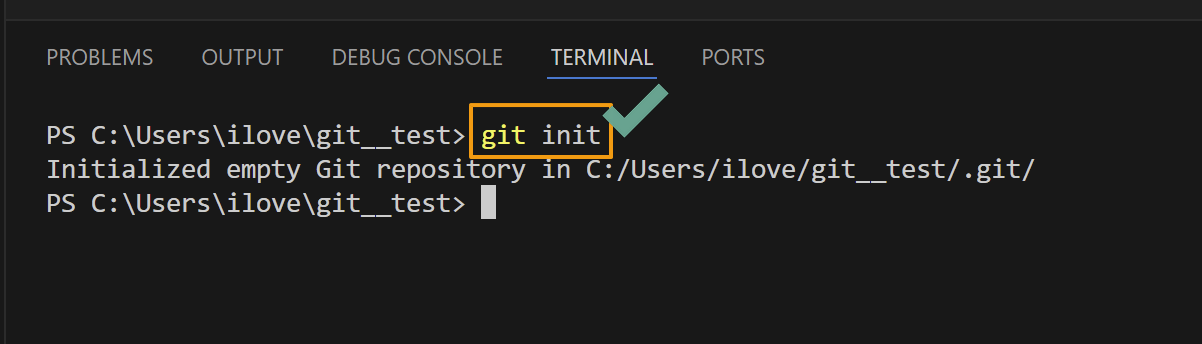 PROBLEMS OUTPUT DEBUG CONSOLE TERMINAL PORTS
PS C:\Users\ilove\git__test> git init
Initialized empty Git repository in C:/Users/ilove/git__test/.git/
PS C:\Users\ilove\git__test>